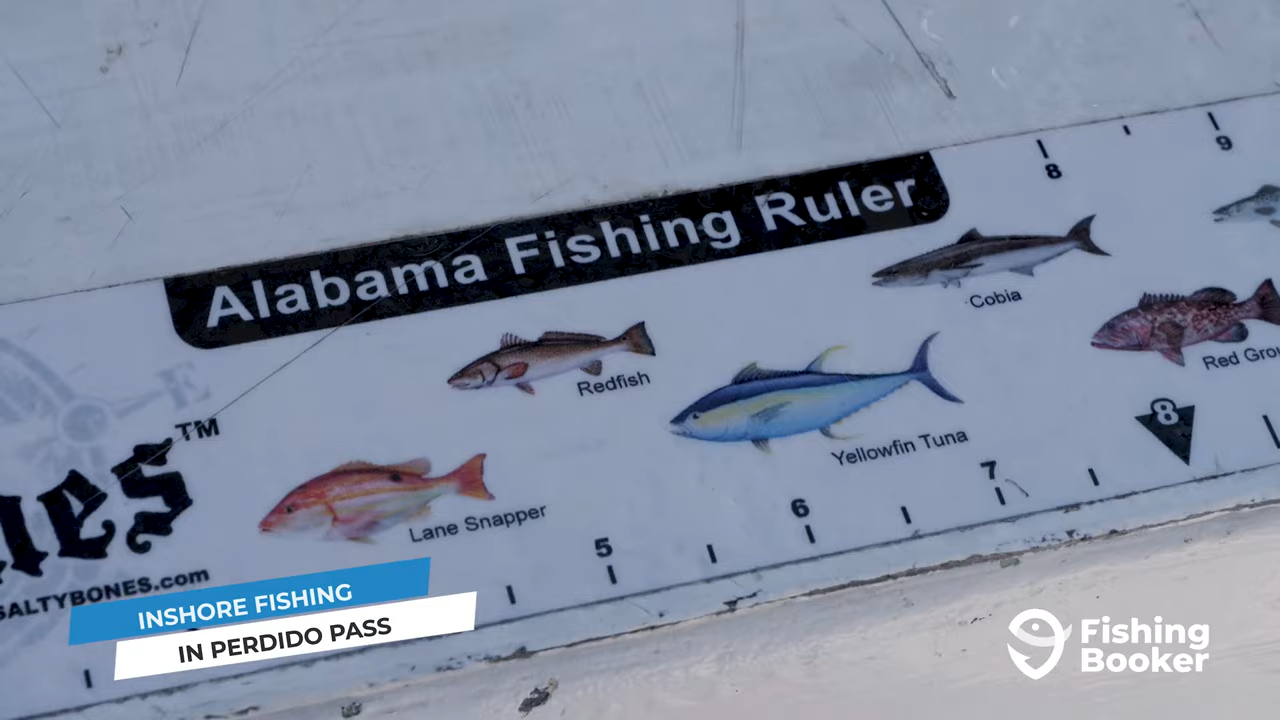 Alabama Fishing Ruler
8
9
Cobia
Redfish
Yellowfin Tuna
Lane Snapper
TM
SALTYBONES.com
5
6
7
8
INSHORE FISHING
IN PERDIDO PASS
Fishing
Booker